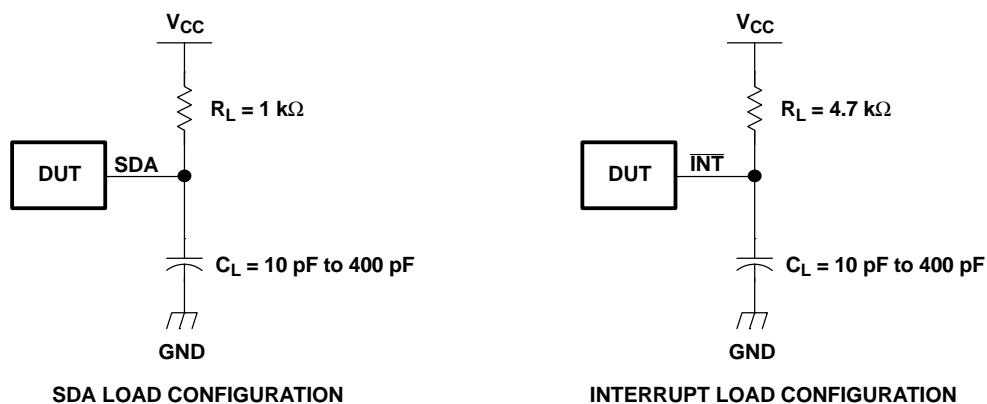 VCC
RL = 1 kΩ
DUT
SDA
CL = 10 pF to 400 pF
GND
SDA LOAD CONFIGURATION
VCC
RL = 4.7 kΩ
DUT
INT
CL = 10 pF to 400 pF
GND
INTERRUPT LOAD CONFIGURATION